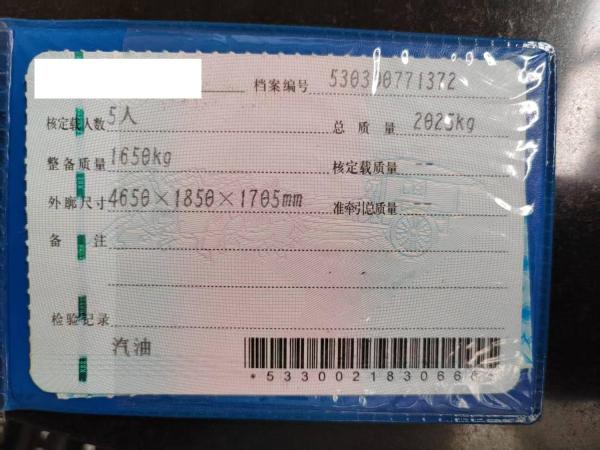 档案编号 530300771372
核定载人数 5人 总质量 2025kg
整备质量 1650kg 核定载质量
外廓尺寸 4650×1850×1705mm 准牵引总质量
备注
检验记录
汽油